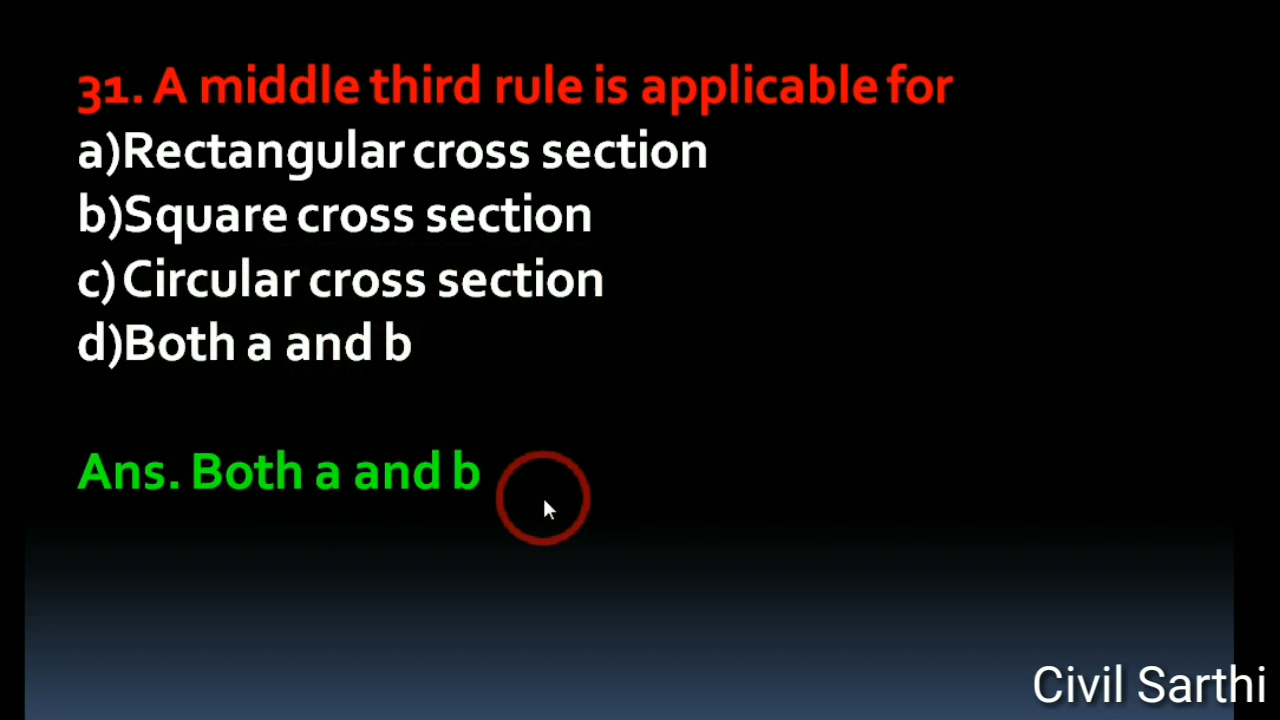 31. A middle third rule is applicable for
a)Rectangular cross section
b)Square cross section
c) Circular cross section
d)Both a and b
Ans. Both a and b
Civil Sarthi